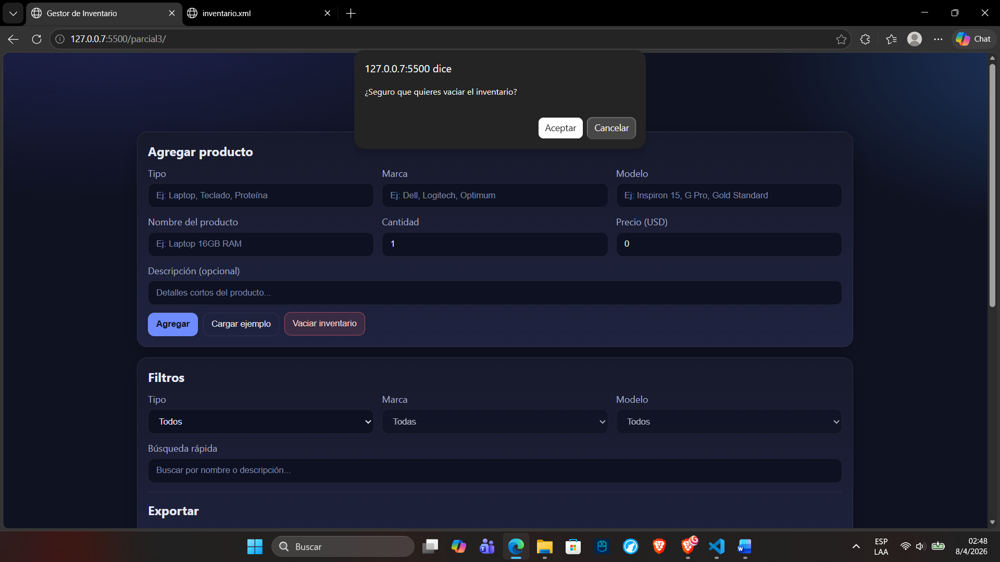 Gestor de Inventario
inventario.xml
127.0.0.7:5500/parcial3/
Chat
127.0.0.7:5500 dice
¿Seguro que quieres vaciar el inventario?
Aceptar
Cancelar
Agregar producto
Tipo
Marca
Modelo
Ej: Laptop, Teclado, Proteína
Ej: Dell, Logitech, Optimum
Ej: Inspiron 15, G Pro, Gold Standard
Nombre del producto
Cantidad
Precio (USD)
Ej: Laptop 16GB RAM
1
0
Descripción (opcional)
Detalles cortos del producto...
Agregar
Cargar ejemplo
Vaciar inventario
Filtros
Tipo
Marca
Modelo
Todos
Todas
Todos
Búsqueda rápida
Buscar por nombre o descripción...
Exportar
Buscar
ESP
LAA
02:48
8/4/2026